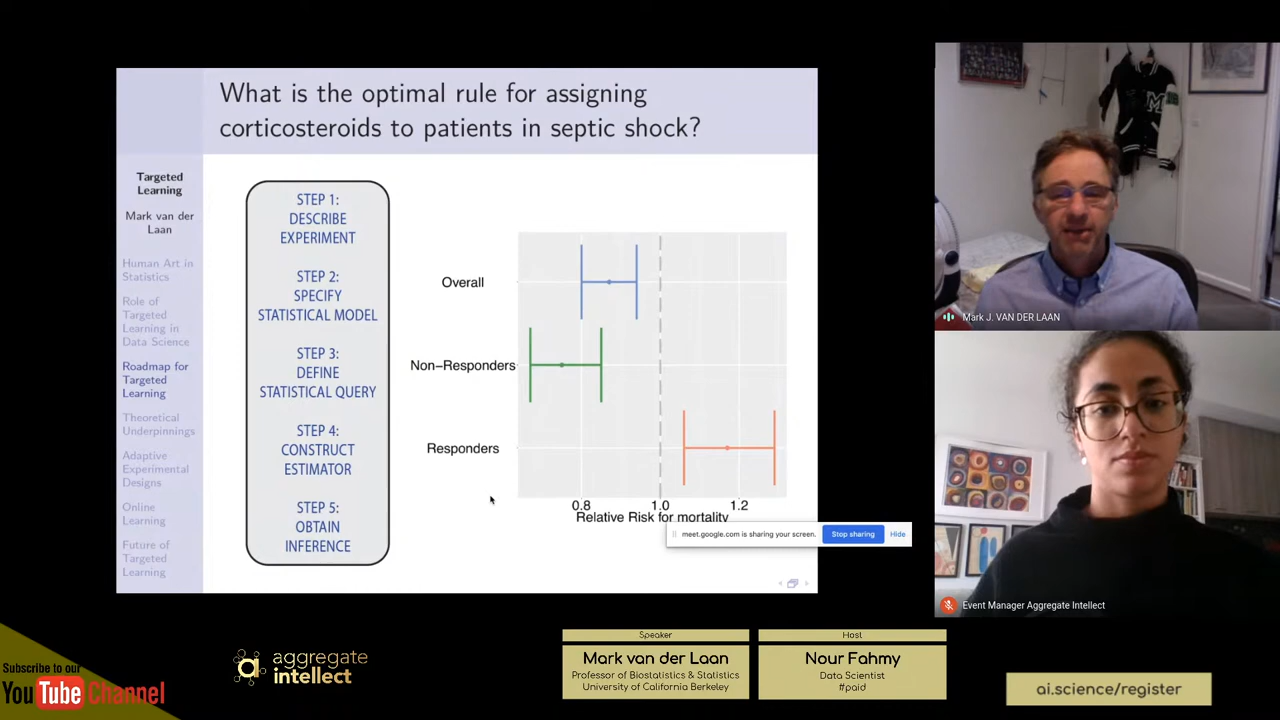 What is the optimal rule for assigning
corticosteroids to patients in septic shock?
Targeted
Learning
Mark van der
Laan
Human Art in
Statistics
Role of
Targeted
Learning in
Data Science
Roadmap for
Targeted
Learning
Theoretical
Underpinnings
Adaptive
Experimental
Designs
Online
Learning
Future of
Targeted
Learning
STEP 1:
DESCRIBE
EXPERIMENT
STEP 2:
SPECIFY
STATISTICAL MODEL
STEP 3:
DEFINE
STATISTICAL QUERY
STEP 4:
CONSTRUCT
ESTIMATOR
STEP 5:
OBTAIN
INFERENCE
Overall
Non-Responders
Responders
0.8 1.0 1.2
Relative Risk for mortality
meet.google.com is sharing your screen. Stop sharing Hide
M
Mark J. VAN DER LAAN
Event Manager Aggregate Intellect
Subscribe to our
YouTube Channel
a aggregate
intellect
Speaker
Mark van der Laan
Professor of Biostatistics & Statistics
University of California Berkeley
Host
Nour Fahmy
Data Scientist
#paid
ai.science/register